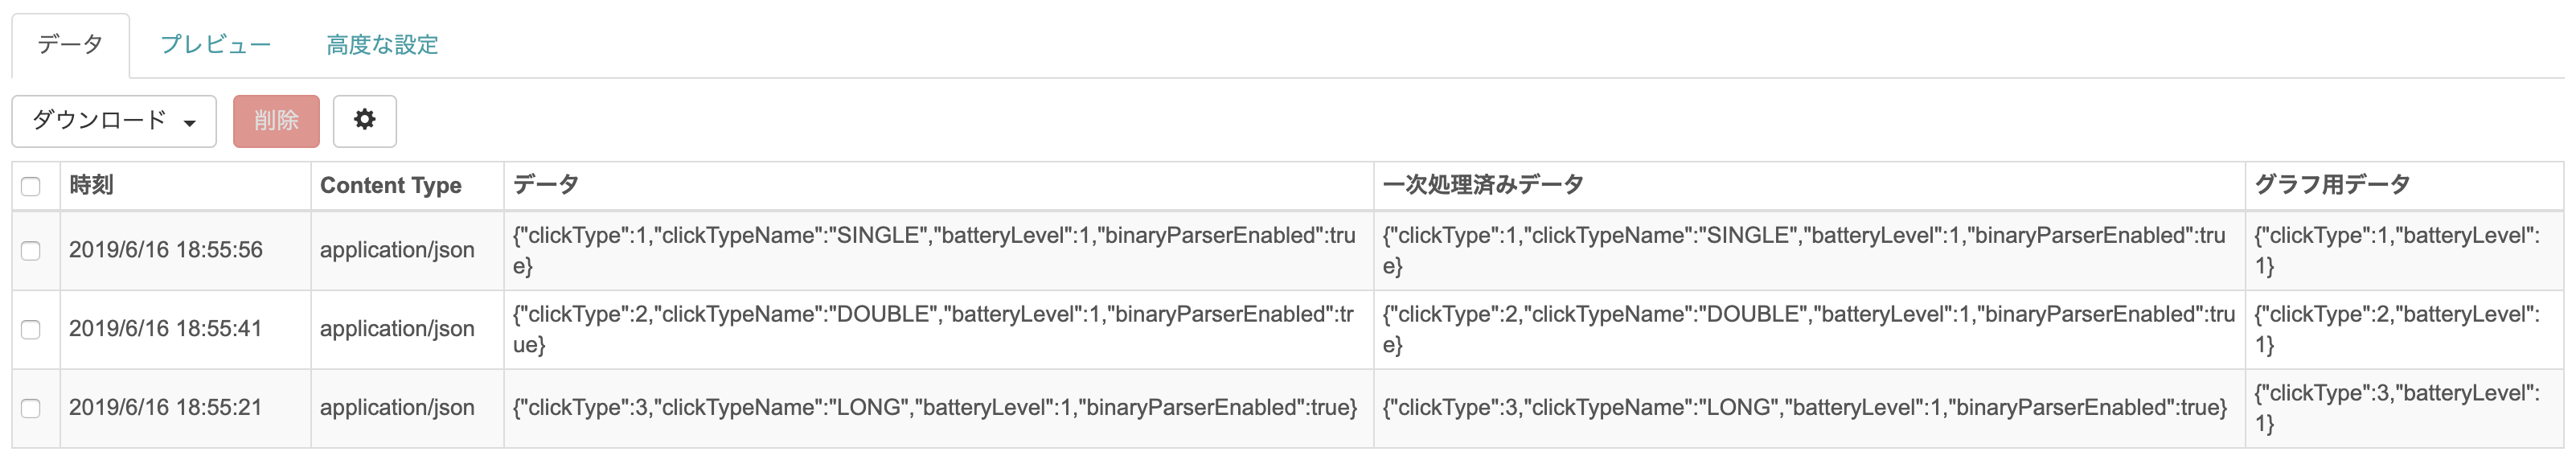 データ プレビュー 高度な設定
ダウンロード 削除
時刻 Content Type データ 一次処理済みデータ グラフ用データ
2019/6/16 18:55:56 application/json {"clickType":1,"clickTypeName":"SINGLE","batteryLevel":1,"binaryParserEnabled":tru
e} {"clickType":1,"clickTypeName":"SINGLE","batteryLevel":1,"binaryParserEnabled":tru
e} {"clickType":1,"batteryLevel":
1}
2019/6/16 18:55:41 application/json {"clickType":2,"clickTypeName":"DOUBLE","batteryLevel":1,"binaryParserEnabled":tr
ue} {"clickType":2,"clickTypeName":"DOUBLE","batteryLevel":1,"binaryParserEnabled":tru
e} {"clickType":2,"batteryLevel":
1}
2019/6/16 18:55:21 application/json {"clickType":3,"clickTypeName":"LONG","batteryLevel":1,"binaryParserEnabled":true} {"clickType":3,"clickTypeName":"LONG","batteryLevel":1,"binaryParserEnabled":true} {"clickType":3,"batteryLevel":
1}